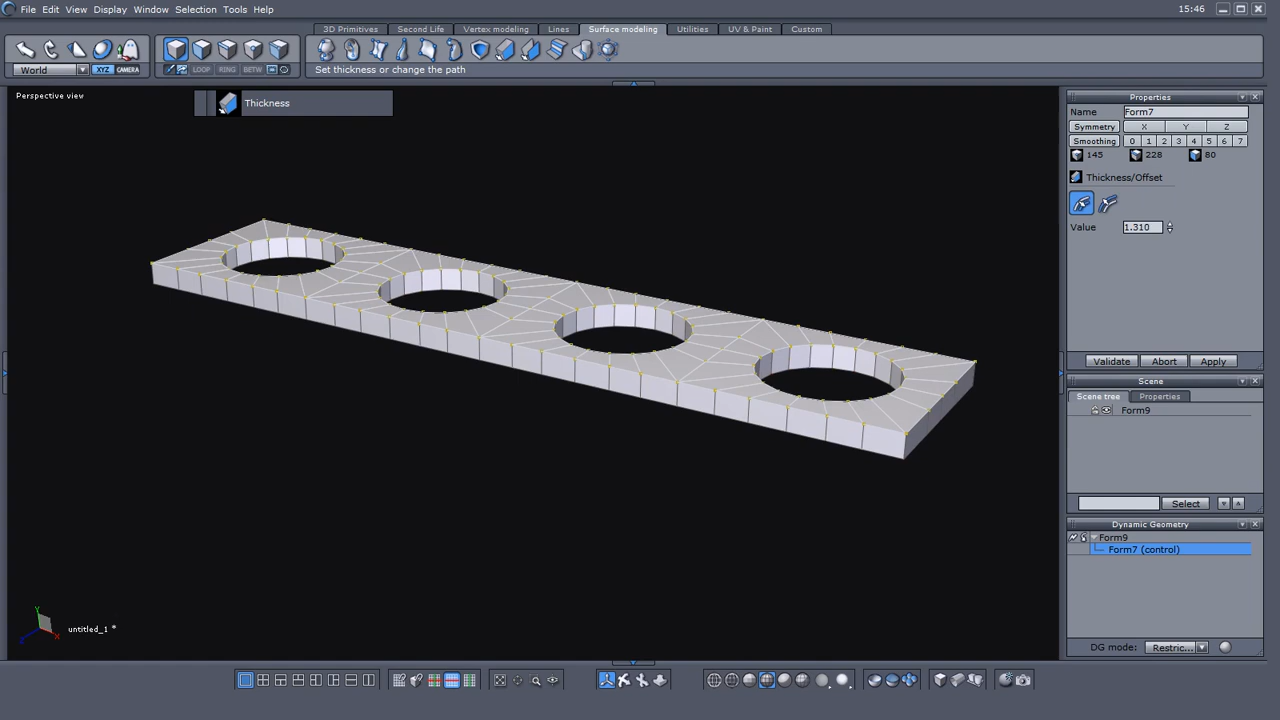 File Edit View Display Window Selection Tools Help
15:46
3D Primitives Second Life Vertex modeling Lines Surface modeling Utilities UV & Paint Custom
World XYZ CAMERA LOOP RING BETW
Set thickness or change the path
Perspective view
Thickness
Properties
Name Form7
Symmetry X Y Z
Smoothing 0 1 2 3 4 5 6 7
145 228 80
Thickness/Offset
Value 1.310
Validate Abort Apply
Scene
Scene tree Properties
Form9
Select
Dynamic Geometry
Form9
Form7 (control)
DG mode: Restric...
Y
X
Z
untitled_1 *